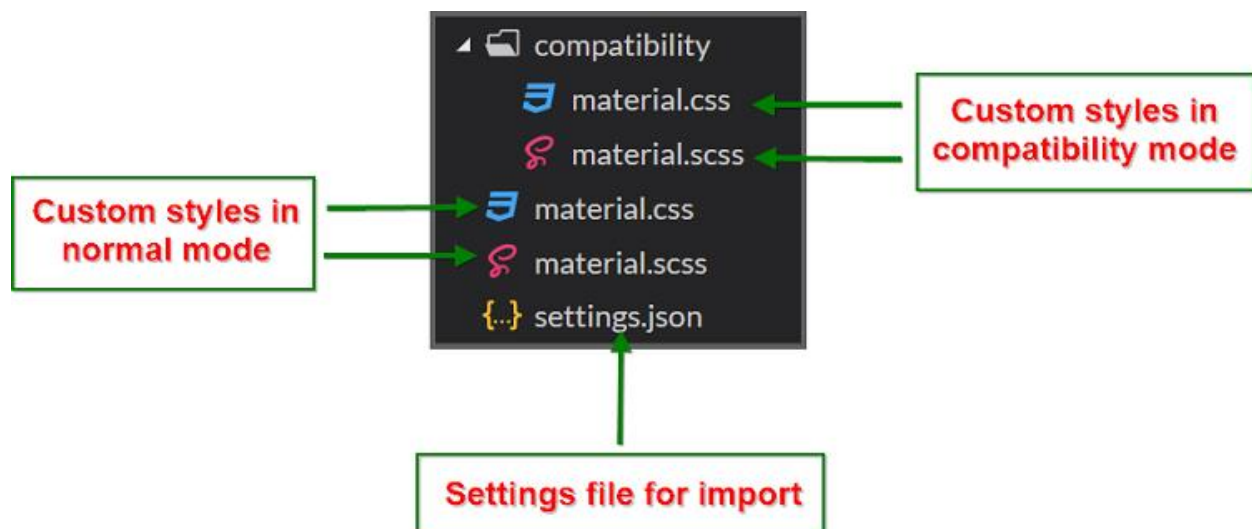 compatibility
material.css
material.scss
Custom styles in
compatibility mode
Custom styles in
normal mode
material.css
material.scss
{...} settings.json
Settings file for import